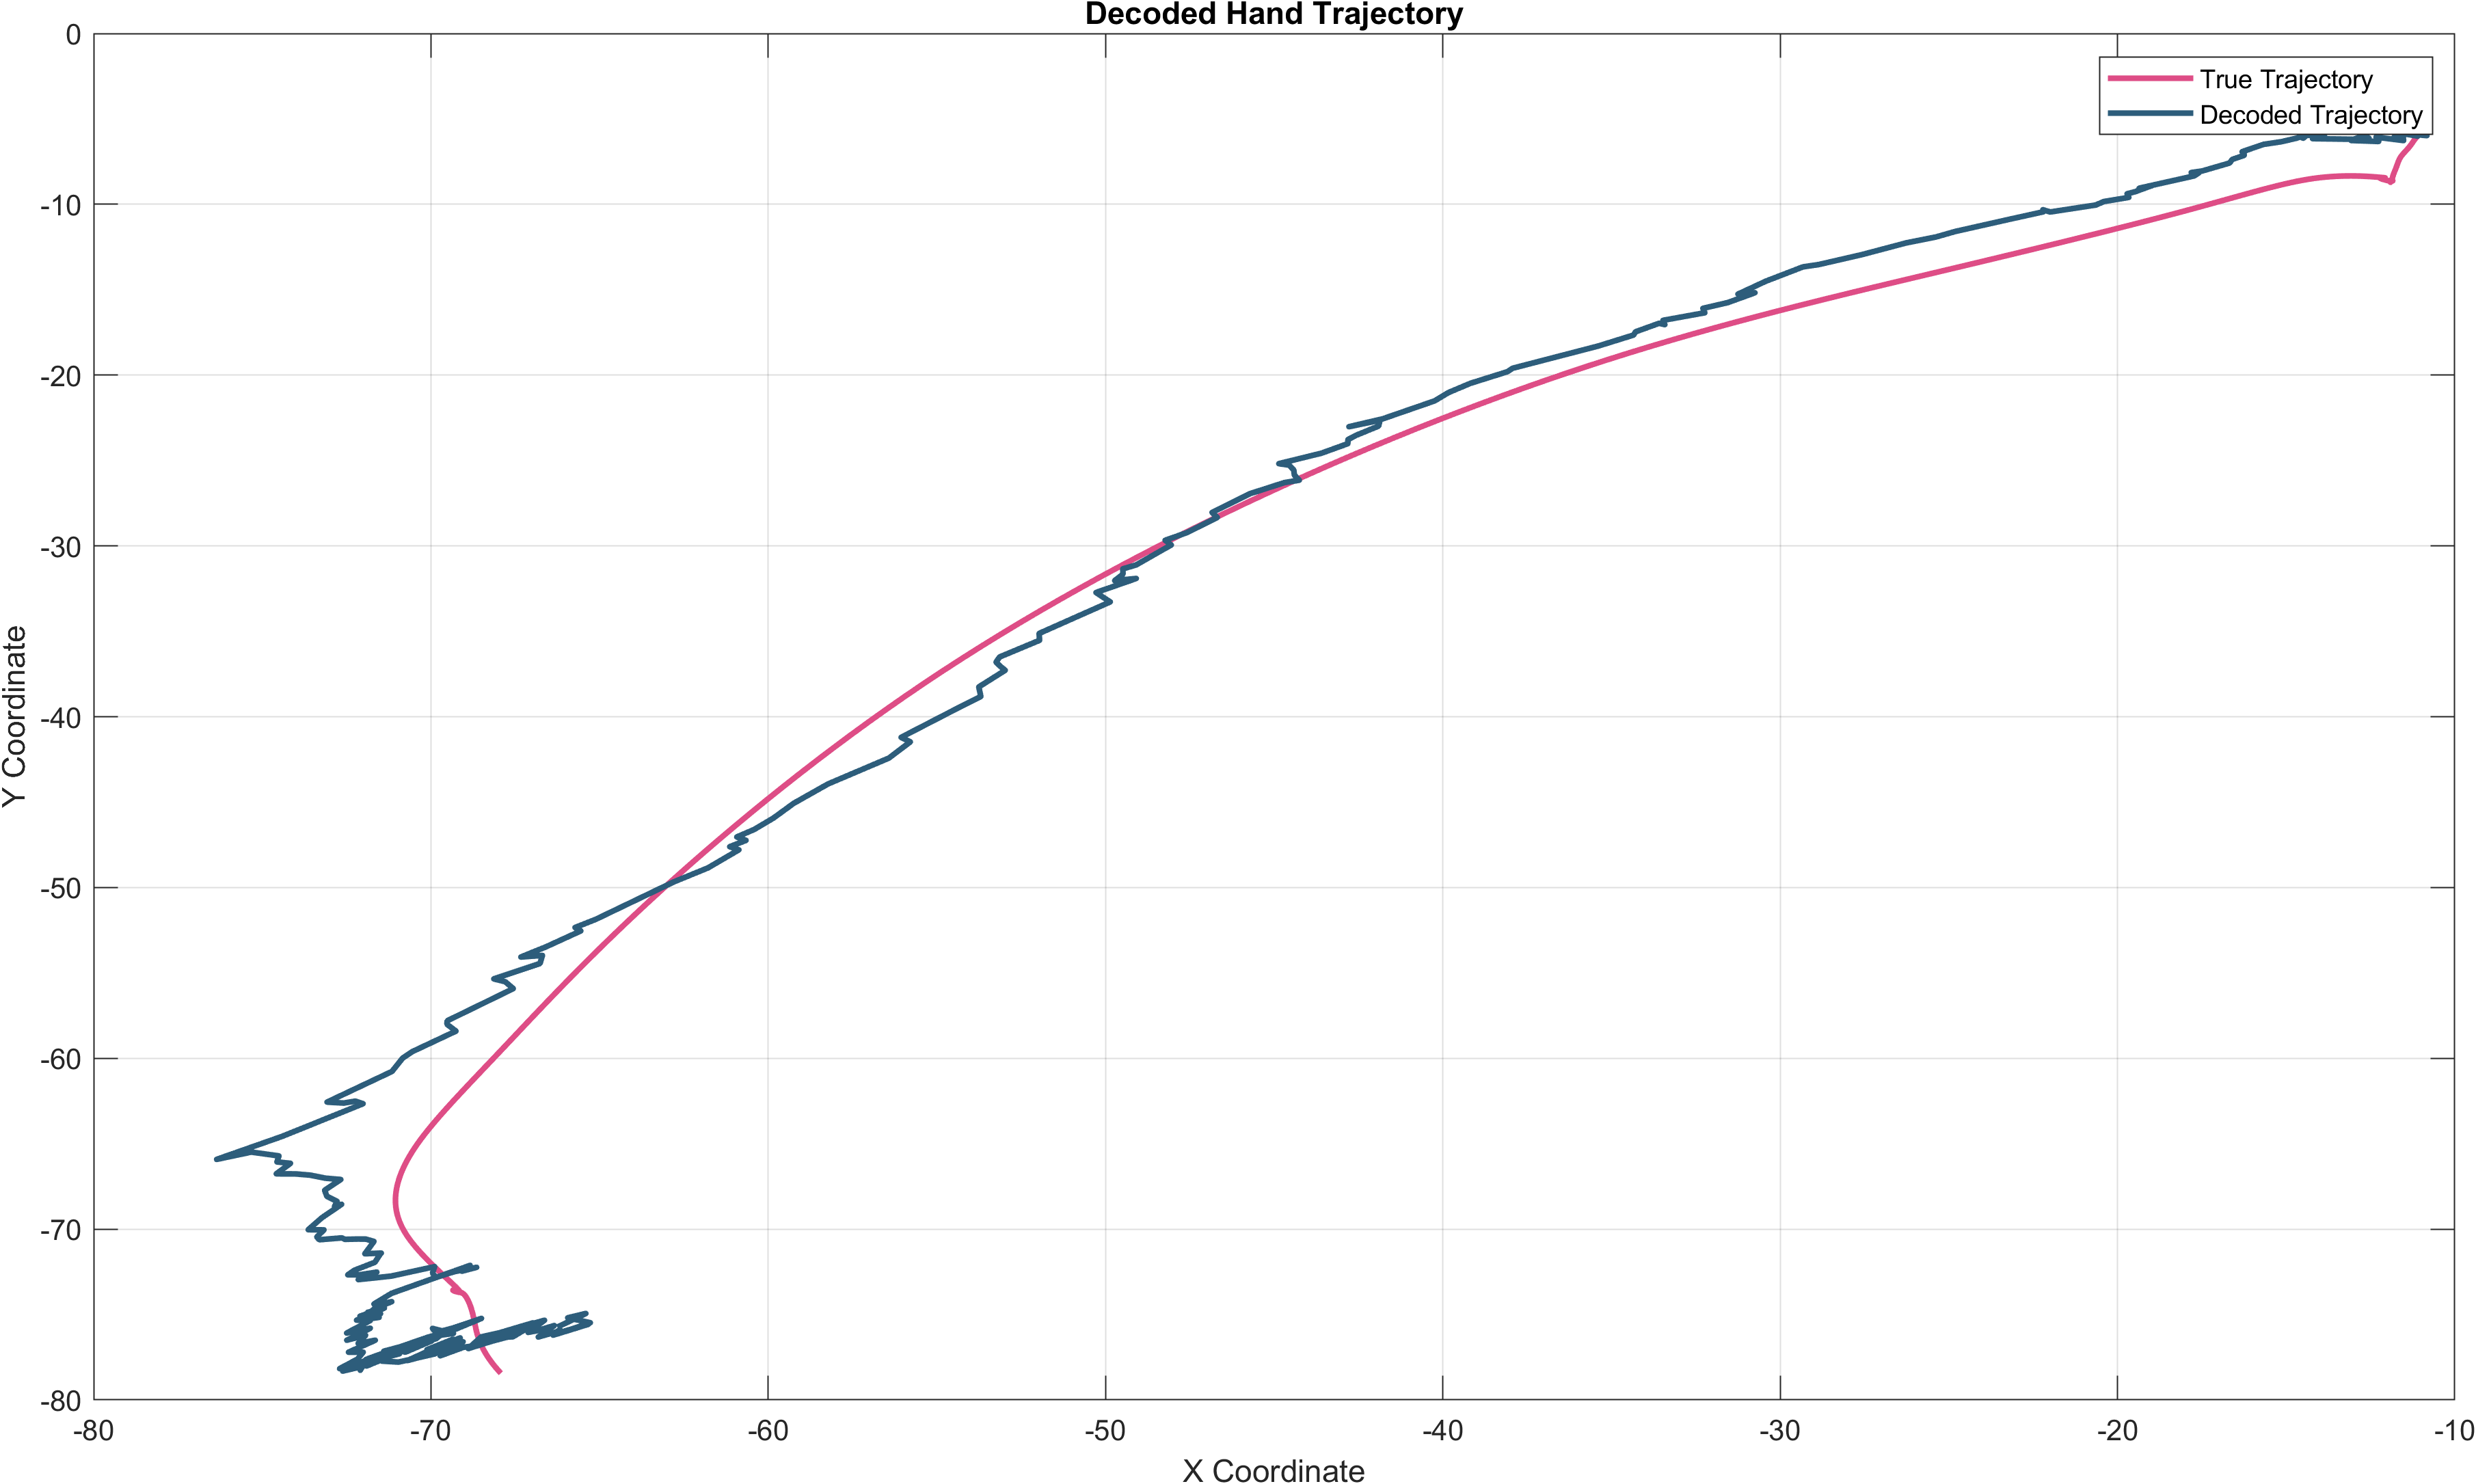 Decoded Hand Trajectory
True Trajectory
Decoded Trajectory
0
-10
-20
-30
-40
-50
-60
-70
-80
Y Coordinate
-80 -70 -60 -50 -40 -30 -20 -10
X Coordinate